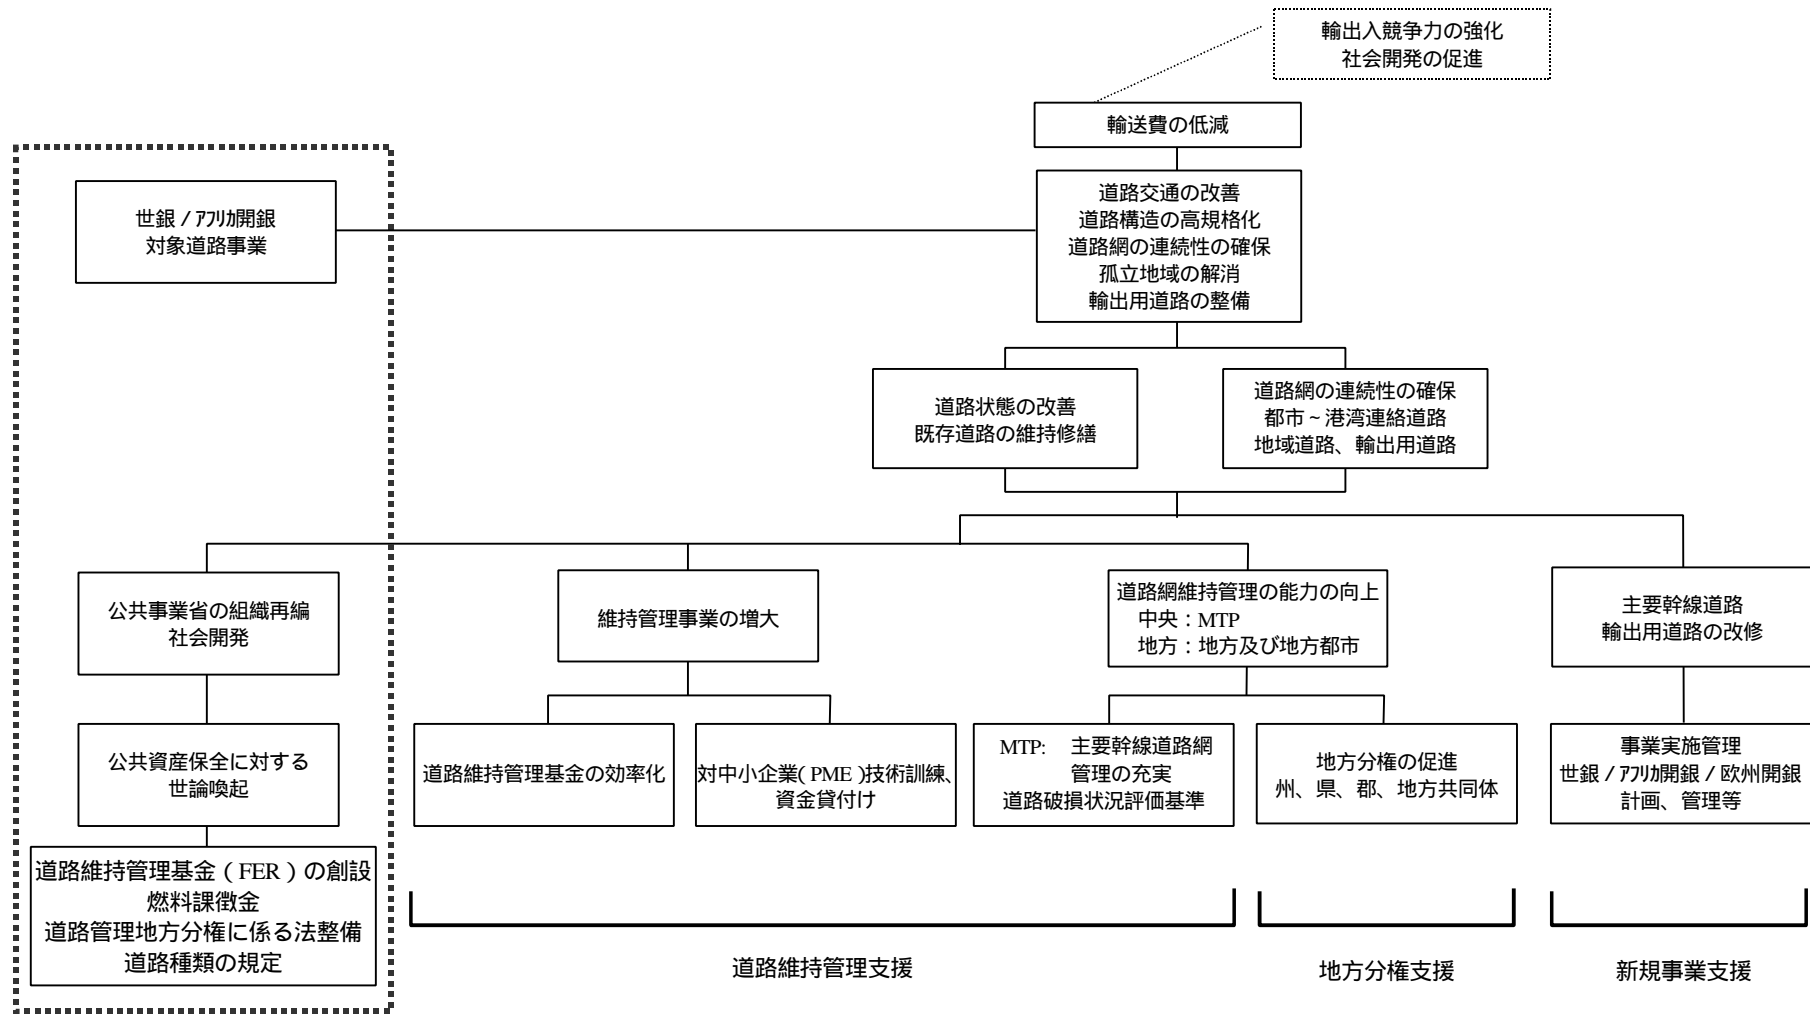 輸出入競争力の強化
社会開発の促進
輸送費の低減
世銀／ｱﾌﾘｶ開銀
対象道路事業
道路交通の改善
道路構造の高規格化
道路網の連続性の確保
孤立地域の解消
輸出用道路の整備
道路状態の改善
既存道路の維持修繕
道路網の連続性の確保
都市～港湾連絡道路
地域道路、輸出用道路
公共事業省の組織再編
社会開発
維持管理事業の増大
道路網維持管理の能力の向上
中央：MTP
地方：地方及び地方都市
主要幹線道路
輸出用道路の改修
公共資産保全に対する
世論喚起
道路維持管理基金の効率化
対中小企業( PME )技術訓練、
資金貸付け
MTP:　主要幹線道路網
管理の充実
道路破損状況評価基準
地方分権の促進
州、県、郡、地方共同体
事業実施管理
世銀／ｱﾌﾘｶ開銀／欧州開銀
計画、管理等
道路維持管理基金（FER）の創設
燃料課徴金
道路管理地方分権に係る法整備
道路種類の規定
道路維持管理支援
地方分権支援
新規事業支援